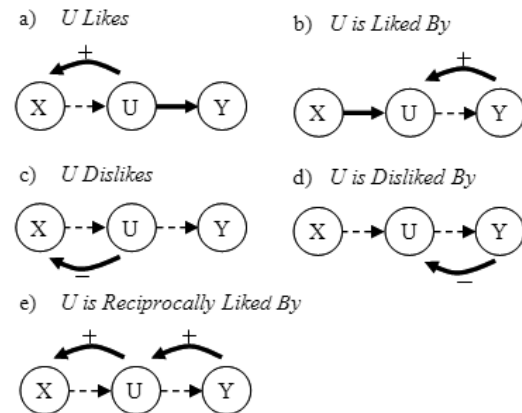 a) U Likes
+
X U Y
b) U is Liked By
+
X U Y
c) U Dislikes
X U Y
−
d) U is Disliked By
X U Y
−
e) U is Reciprocally Liked By
+ +
X U Y